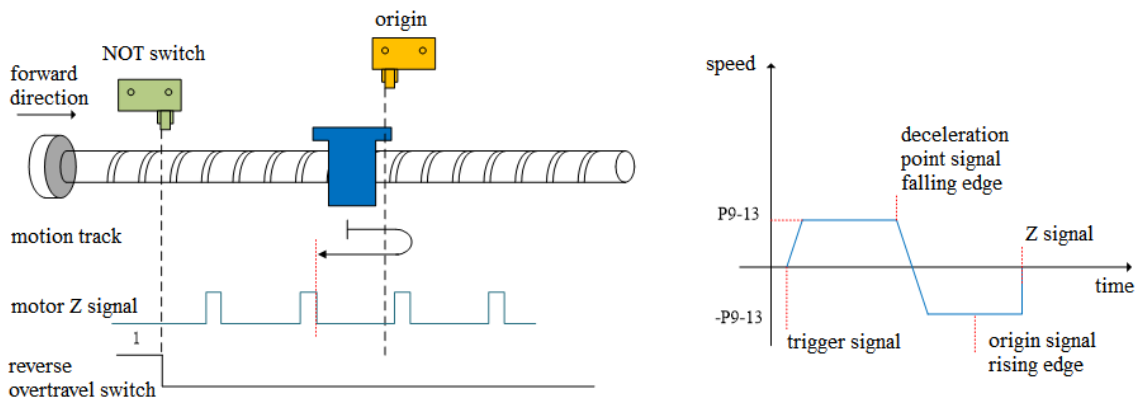 origin
NOT switch
forward
direction
motion track
motor Z signal
1
reverse
overtravel switch
speed
deceleration
point signal
falling edge
P9-13
Z signal
time
-P9-13
trigger signal
origin signal
rising edge